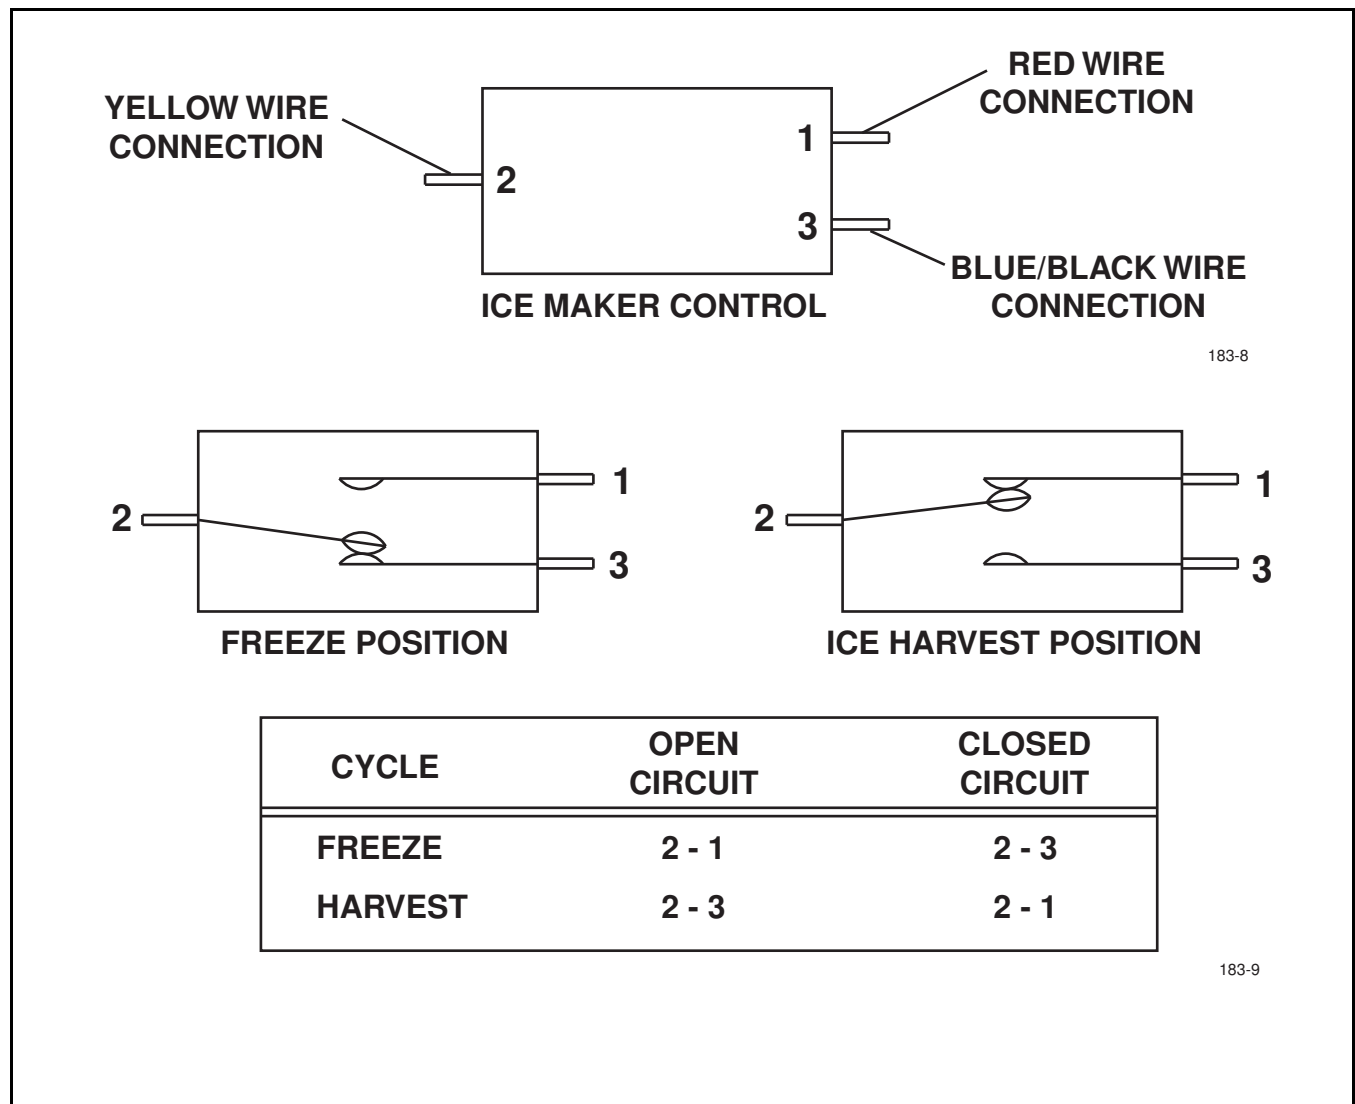 YELLOW WIRE
CONNECTION
RED WIRE
CONNECTION
1
2
3
BLUE/BLACK WIRE
CONNECTION
ICE MAKER CONTROL
183-8
1
2
3
FREEZE POSITION
1
2
3
ICE HARVEST POSITION
CYCLE OPEN CIRCUIT CLOSED CIRCUIT
FREEZE 2 - 1 2 - 3
HARVEST 2 - 3 2 - 1
183-9